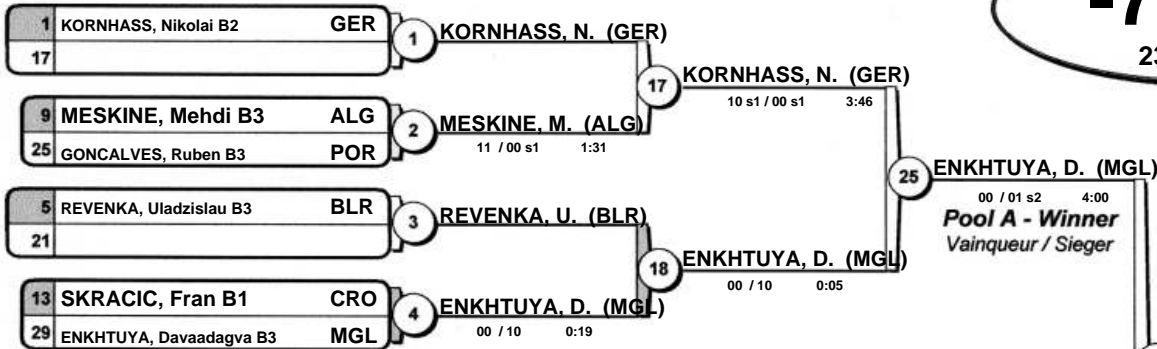 -7
23
1 KORNHASS, Nikolai B2 GER
17
1
KORNHASS, N. (GER)
9 MESKINE, Mehdi B3 ALG
25 GONCALVES, Ruben B3 POR
2
MESKINE, M. (ALG)
11 / 00 s1 1:31
17
KORNHASS, N. (GER)
10 s1 / 00 s1 3:46
5 REVENKA, Uladzislau B3 BLR
21
3
REVENKA, U. (BLR)
13 SKRACIC, Fran B1 CRO
29 ENKHTUYA, Davaadagva B3 MGL
4
ENKHTUYA, D. (MGL)
00 / 10 0:19
18
ENKHTUYA, D. (MGL)
00 / 10 0:05
25
ENKHTUYA, D. (MGL)
00 / 01 s2 4:00
Pool A - Winner
Vainqueur / Sieger